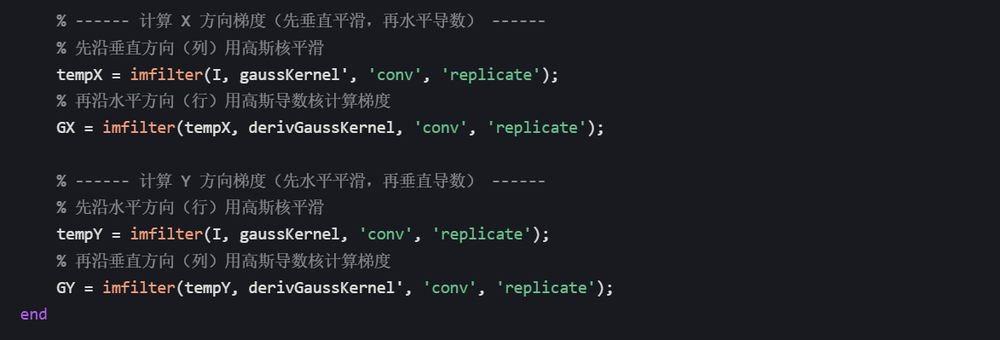 % ------ 计算 X 方向梯度（先垂直平滑，再水平导数） ------
% 先沿垂直方向（列）用高斯核平滑
tempX = imfilter(I, gaussKernel', 'conv', 'replicate');
% 再沿水平方向（行）用高斯导数核计算梯度
GX = imfilter(tempX, derivGaussKernel, 'conv', 'replicate');
% ------ 计算 Y 方向梯度（先水平平滑，再垂直导数） ------
% 先沿水平方向（行）用高斯核平滑
tempY = imfilter(I, gaussKernel, 'conv', 'replicate');
% 再沿垂直方向（列）用高斯导数核计算梯度
GY = imfilter(tempY, derivGaussKernel', 'conv', 'replicate');
end